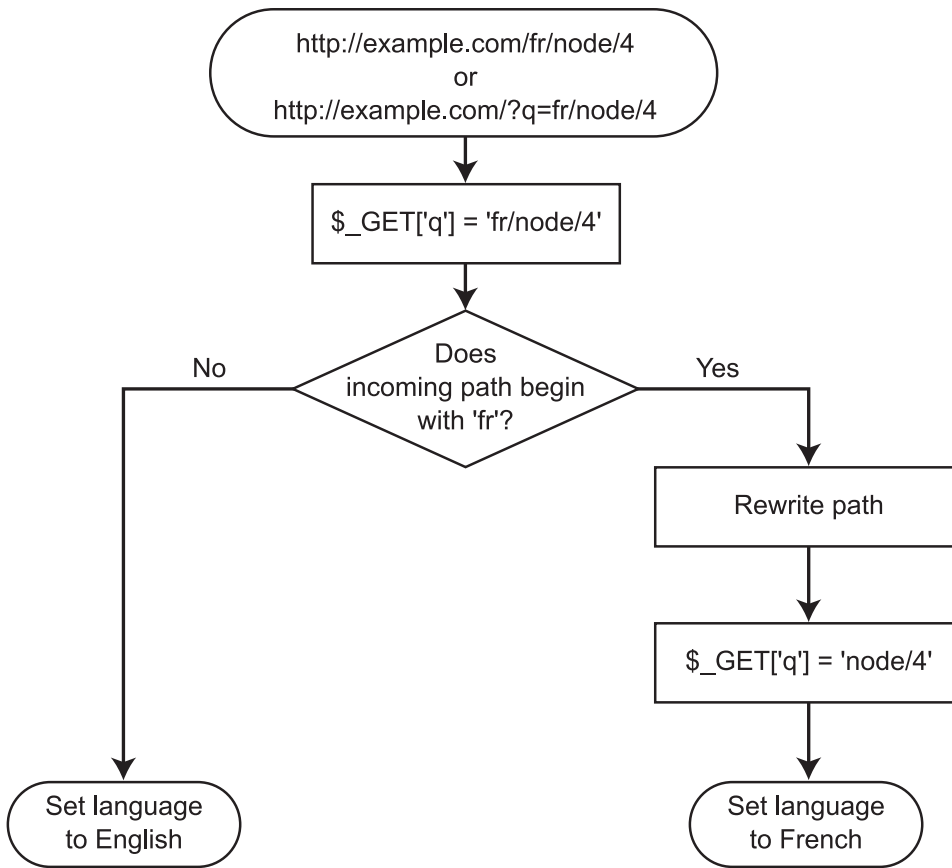 http://example.com/fr/node/4
or
http://example.com/?q=fr/node/4
$_GET['q'] = 'fr/node/4'
Does
incoming path begin
with 'fr'?
No
Yes
Rewrite path
$_GET['q'] = 'node/4'
Set language
to English
Set language
to French